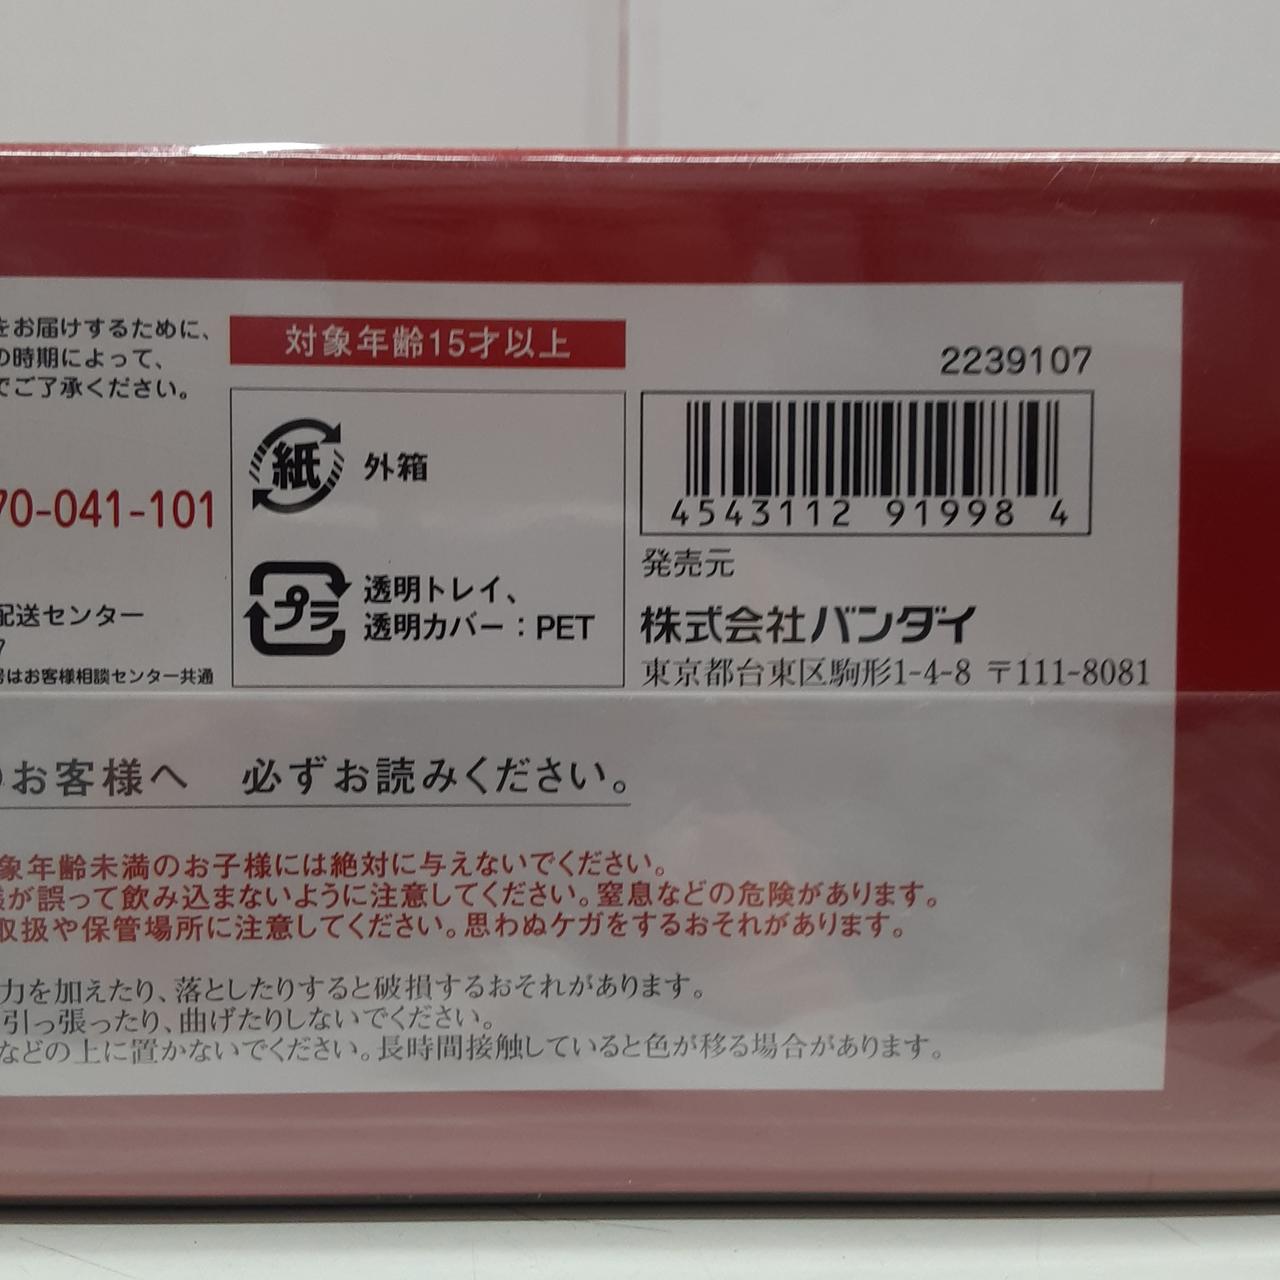 をお届けするために、
の時期によって、
でご了承ください。
70-041-101
配送センター
7
号はお客様相談センター共通
対象年齢15才以上
紙 外箱
プラ 透明トレイ、
透明カバー：PET
2239107
4543112 91998 4
発売元
株式会社バンダイ
東京都台東区駒形1-4-8 〒111-8081
のお客様へ 必ずお読みください。
象年齢未満のお子様には絶対に与えないでください。
様が誤って飲み込まないように注意してください。窒息などの危険があります。
取扱や保管場所に注意してください。思わぬケガをするおそれがあります。
力を加えたり、落としたりすると破損するおそれがあります。
引っ張ったり、曲げたりしないでください。
などの上に置かないでください。長時間接触していると色が移る場合があります。